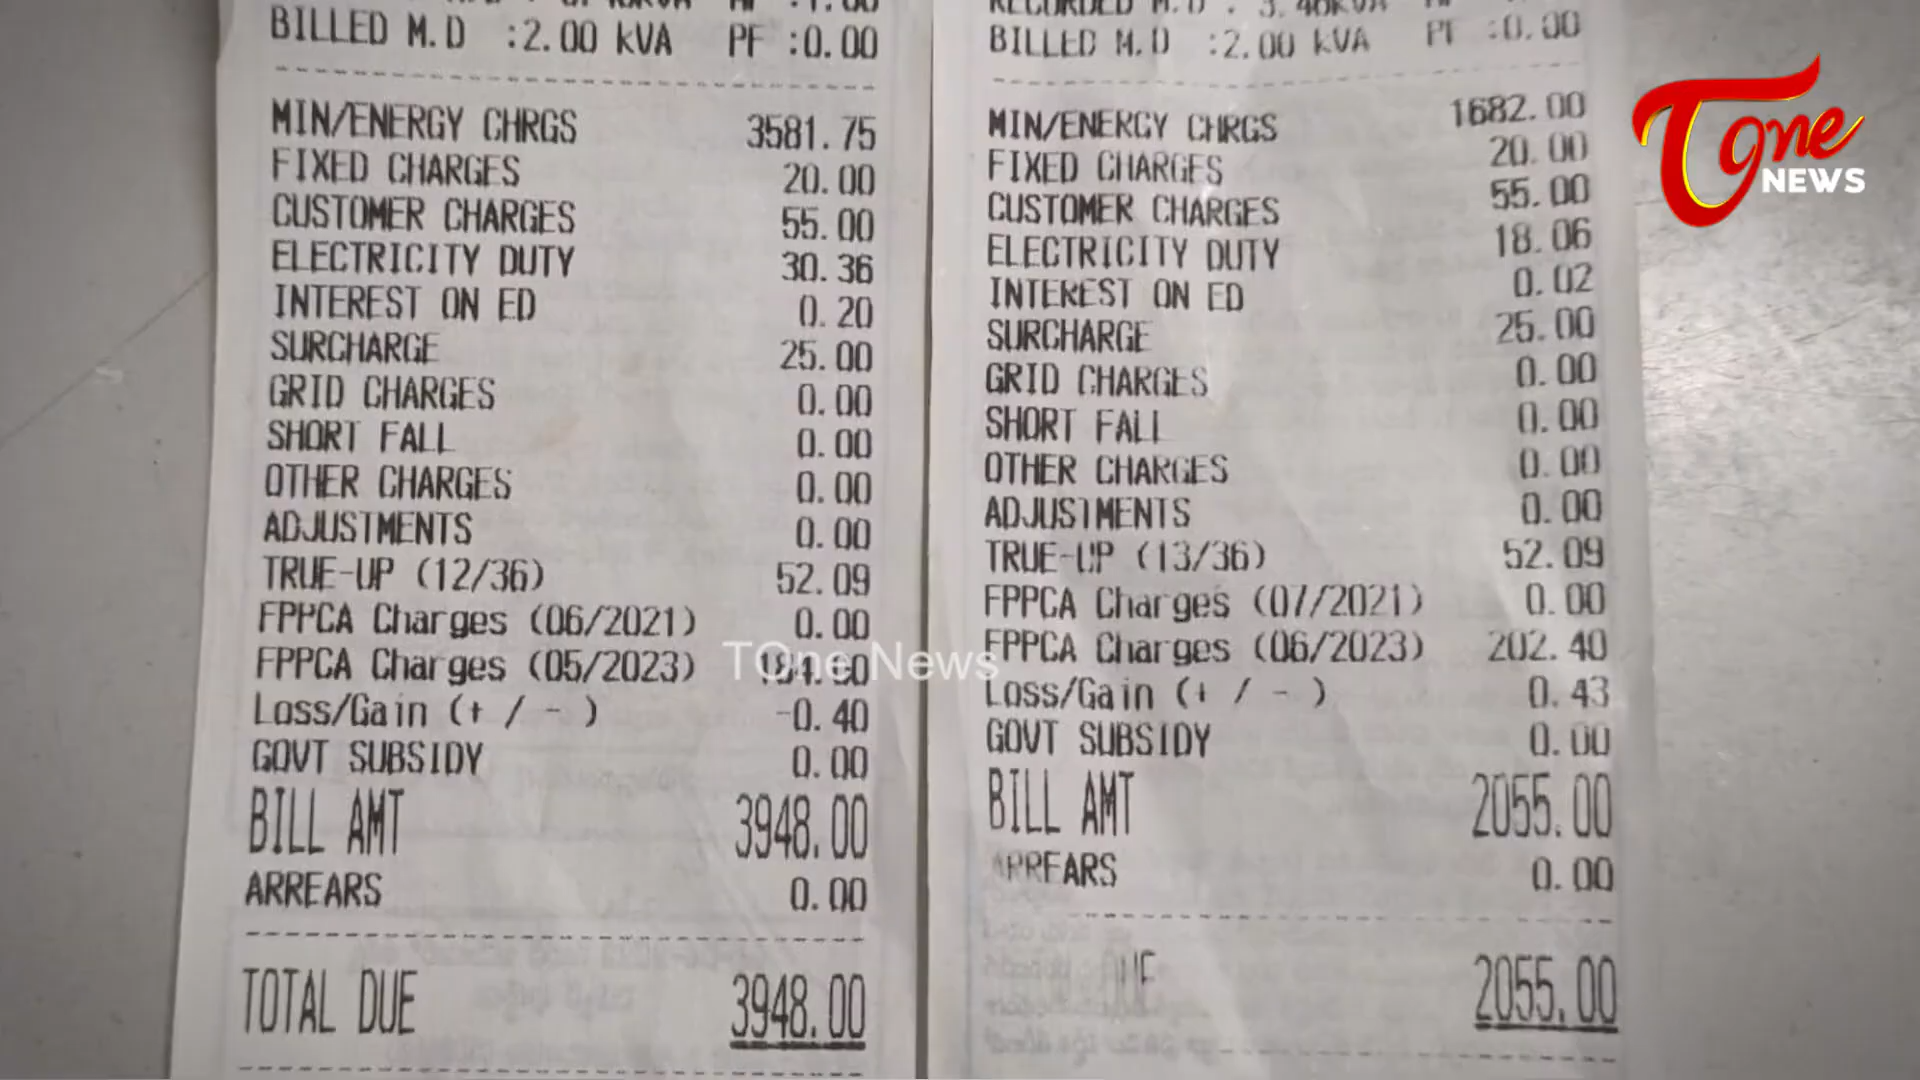 BILLED M.D :2.00 kVA PF :0.00
MIN/ENERGY CHRGS 3581.75
FIXED CHARGES 20.00
CUSTOMER CHARGES 55.00
ELECTRICITY DUTY 30.36
INTEREST ON ED 0.20
SURCHARGE 25.00
GRID CHARGES 0.00
SHORT FALL 0.00
OTHER CHARGES 0.00
ADJUSTMENTS 0.00
TRUE-UP (12/36) 52.09
FPPCA Charges (06/2021) 0.00
FPPCA Charges (05/2023)
Loss/Gain (+ / - ) -0.40
GOVT SUBSIDY 0.00
BILL AMT 3948.00
ARREARS 0.00
TOTAL DUE 3948.00
RECORDED M.D : 3.46kVA
BILLED M.D :2.00 kVA PF :0.00
MIN/ENERGY CHRGS 1682.00
FIXED CHARGES 20.00
CUSTOMER CHARGES 55.00
ELECTRICITY DUTY 18.06
INTEREST ON ED 0.02
SURCHARGE 25.00
GRID CHARGES 0.00
SHORT FALL 0.00
OTHER CHARGES 0.00
ADJUSTMENTS 0.00
TRUE-UP (13/36) 52.09
FPPCA Charges (07/2021) 0.00
FPPCA Charges (06/2023) 202.40
Loss/Gain (+ / - ) 0.43
GOVT SUBSIDY 0.00
BILL AMT 2055.00
ARREARS 0.00
DUE 2055.00
TOne NEWS
TOne News